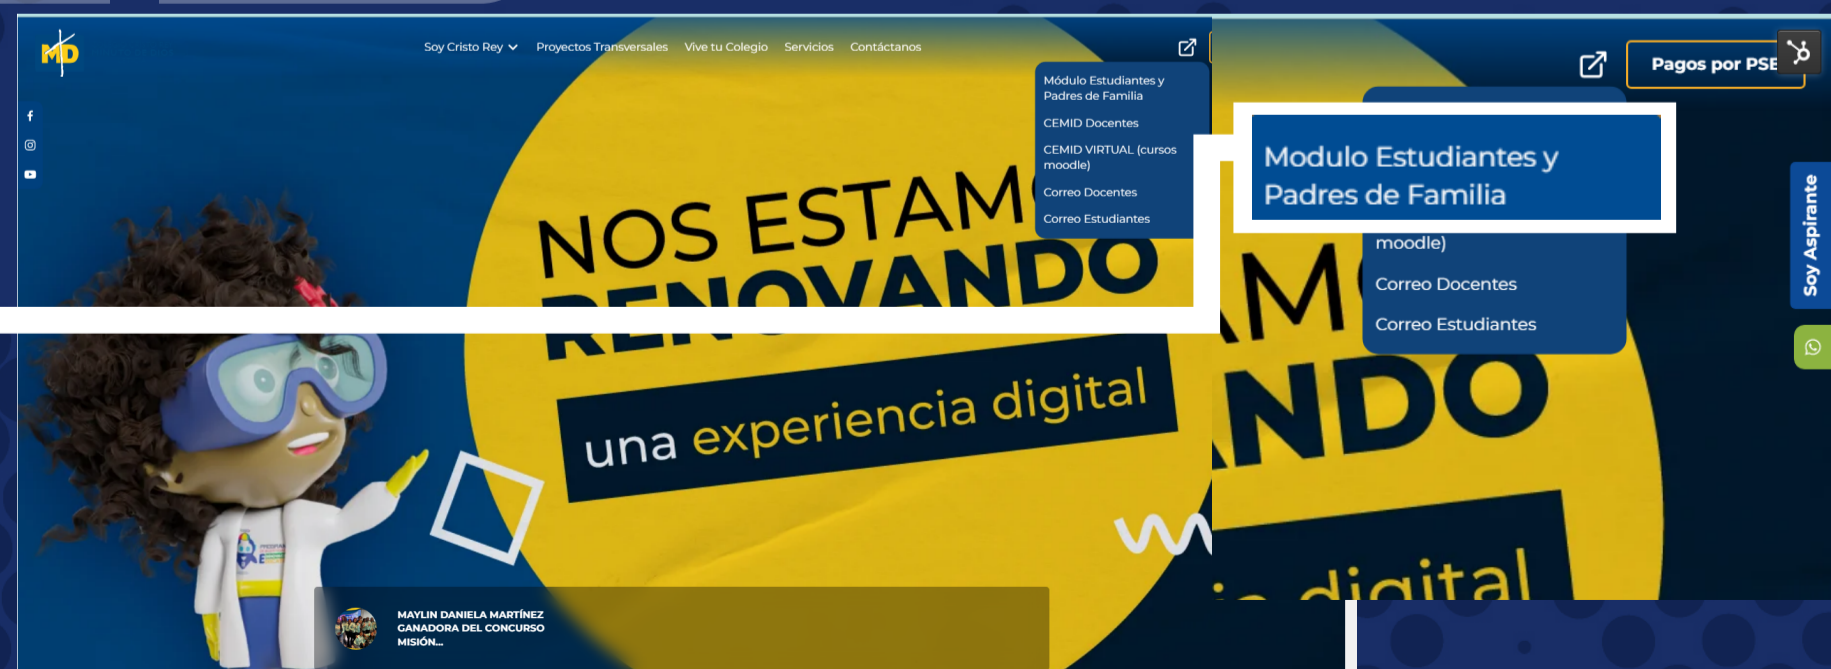 MD
Soy Cristo Rey
Proyectos Transversales
Vive tu Colegio
Servicios
Contáctanos
Módulo Estudiantes y
Padres de Familia
CEMID Docentes
CEMID VIRTUAL (cursos
moodle)
Correo Docentes
Correo Estudiantes
NOS ESTAM
RENOVANDO
una experiencia digital
MAYLIN DANIELA MARTÍNEZ
GANADORA DEL CONCURSO
MISIÓN...
Pagos por PSE
Modulo Estudiantes y
Padres de Familia
moodle)
Correo Docentes
Correo Estudiantes
AM
NDO
digital
Soy Aspirante